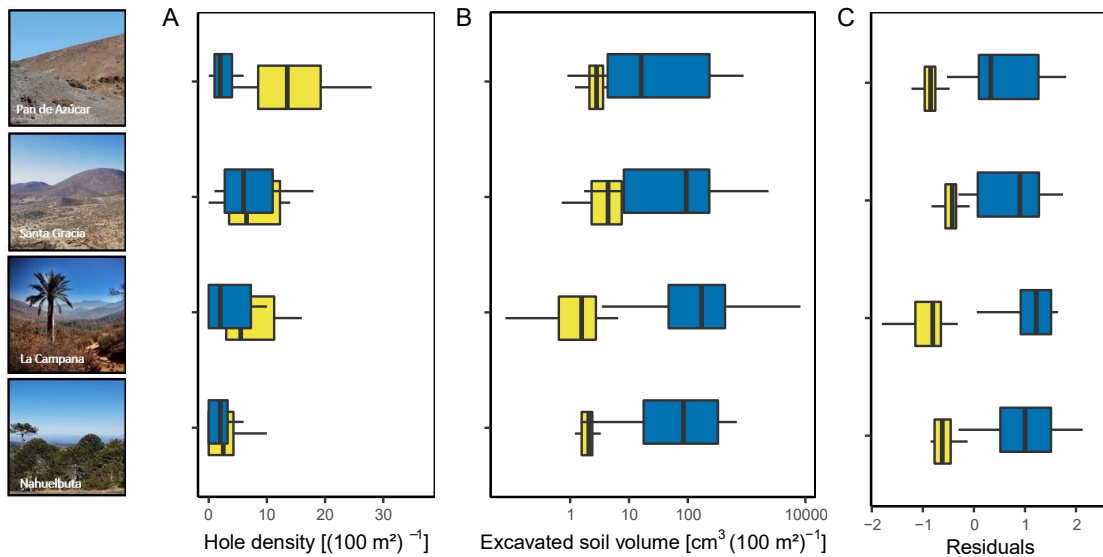 A
B
C
Pan de Azúcar
Santa Gracia
La Campana
Nahuelbuta
0 10 20 30
1 10 100 10000
−2 −1 0 1 2
Hole density [(100 m²) ⁻¹]
Excavated soil volume [cm³ (100 m²)⁻¹]
Residuals